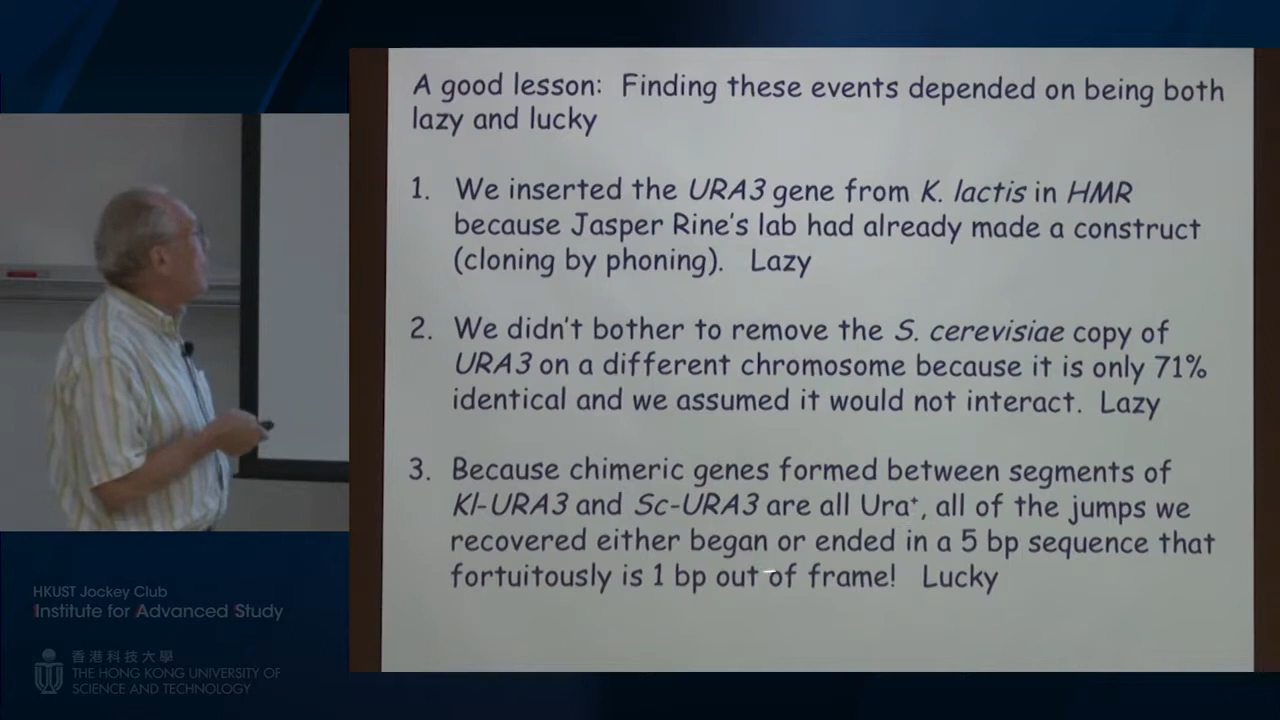 A good lesson: Finding these events depended on being both
lazy and lucky
1. We inserted the URA3 gene from K. lactis in HMR
because Jasper Rine's lab had already made a construct
(cloning by phoning). Lazy
2. We didn't bother to remove the S. cerevisiae copy of
URA3 on a different chromosome because it is only 71%
identical and we assumed it would not interact. Lazy
3. Because chimeric genes formed between segments of
Kl-URA3 and Sc-URA3 are all Ura⁺, all of the jumps we
recovered either began or ended in a 5 bp sequence that
fortuitously is 1 bp out of frame! Lucky
HKUST Jockey Club
Institute for Advanced Study
香港科技大學
THE HONG KONG UNIVERSITY OF
SCIENCE AND TECHNOLOGY